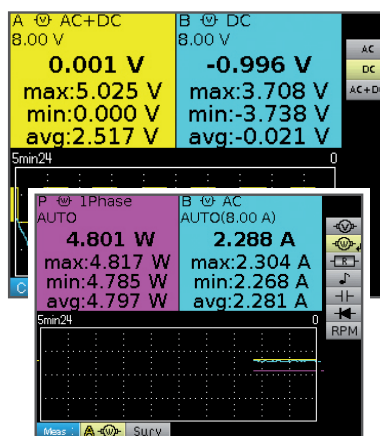 A V AC+DC B V DC
8.00 V 8.00 V
0.001 V -0.996 V
max:5.025 V max:3.708 V
min:0.000 V min:-3.738 V
avg:2.517 V avg:-0.021 V
AC
DC
AC+D
5min24 0
C
P W 1Phase B V AC
AUTO AUTO(8.00 A)
4.801 W 2.288 A
max:4.817 W max:2.304 A
min:4.785 W min:2.268 A
avg:4.797 W avg:2.281 A
V
W
R
RPM
5min24 0
Meas : A W Surv